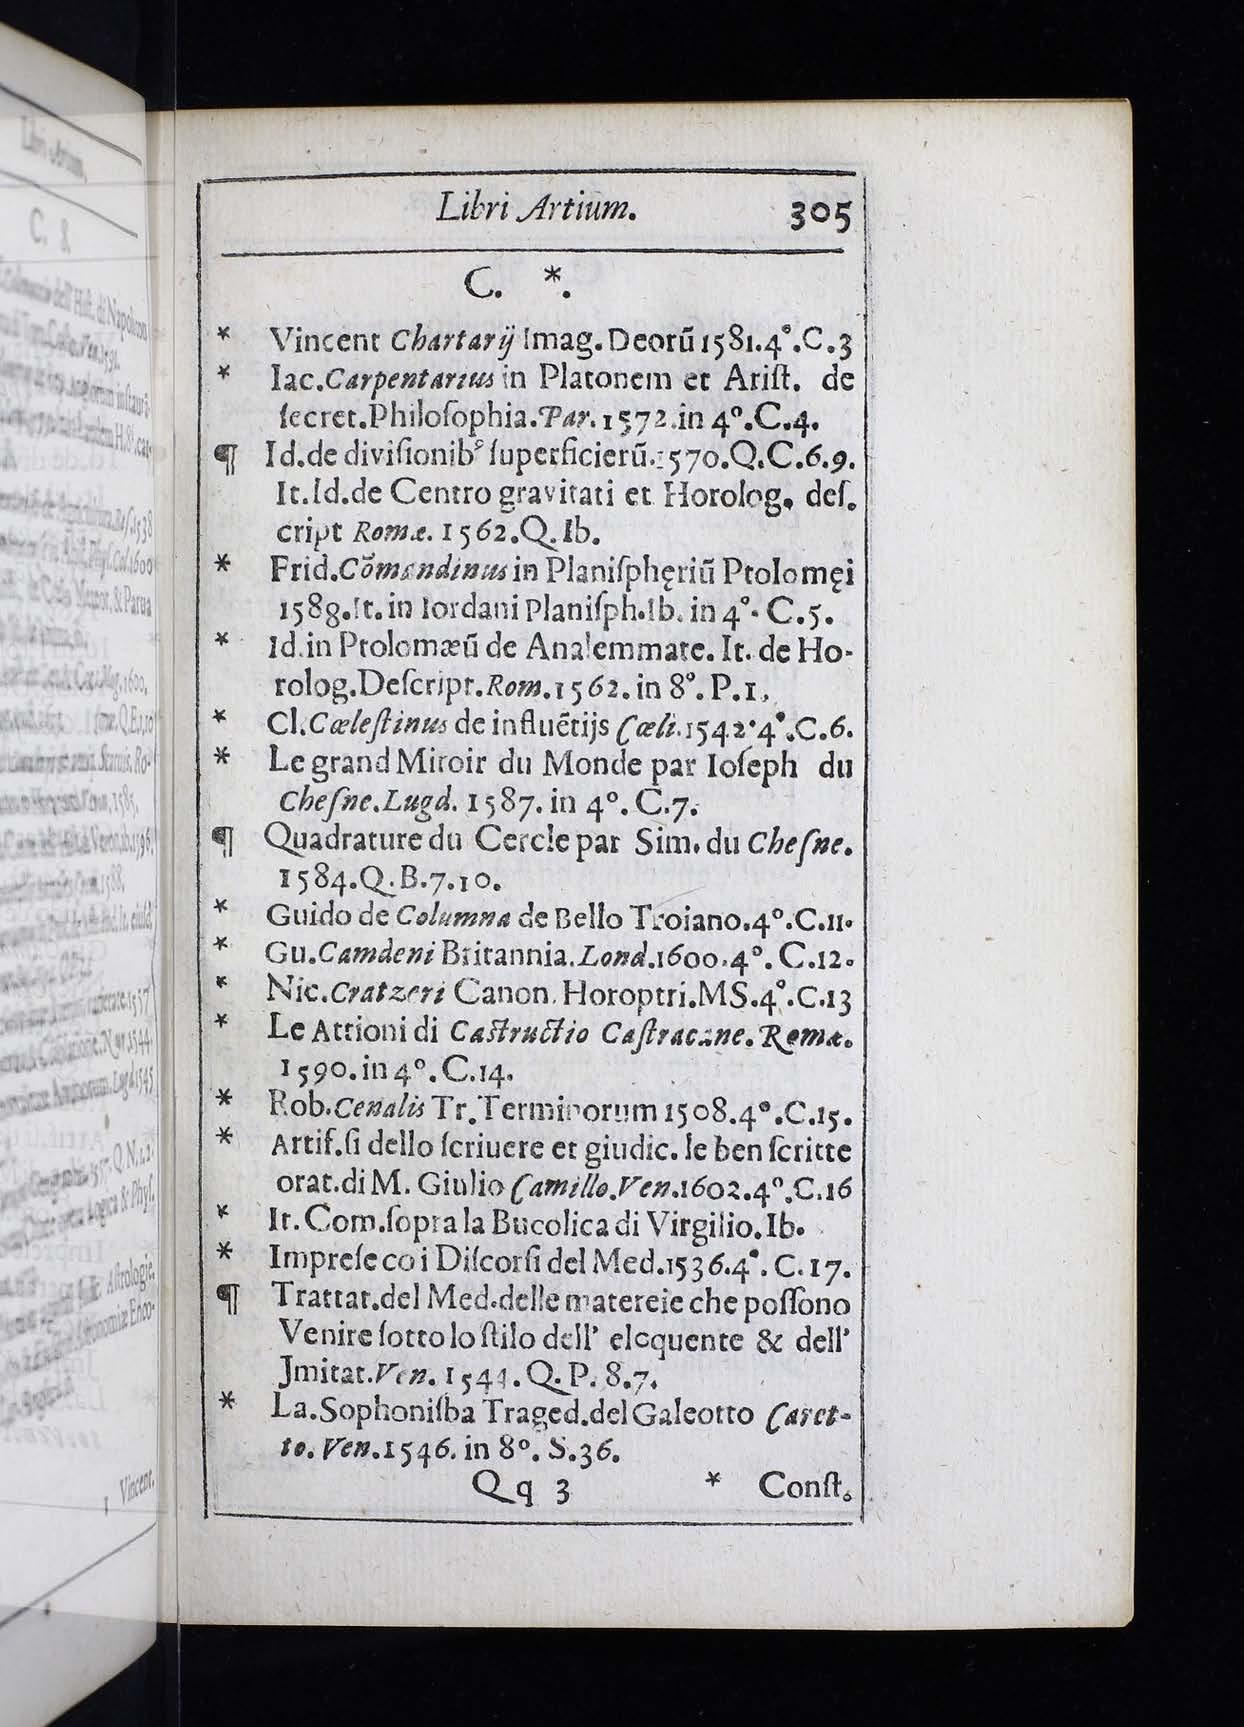 Libri Artium. 305
C. *.
* Vincent Chartarij Imag. Deorũ 1581.4°.C.3
* Iac.Carpentarius in Platonem et Ariſt. de
ſecret.Philoſophia.Par.1572.in 4°.C.4.
¶ Id.de diviſionibꝰ ſuperficierũ.1570.Q.C.6.9.
It.Id.de Centro gravitati et Horolog. deſ.
cript Romæ. 1562.Q.Ib.
* Frid.Cõmandinus in Planiſphęriũ Ptolomęi
1588.It.in Iordani Planiſph.Ib. in 4°. C.5.
* Id.in Ptolomæũ de Analemmate. It. de Ho-
rolog.Deſcript.Rom.1562. in 8°. P.1.
* Cl.Cœleſtinus de influẽtijs Cœli.1542.4°.C.6.
* Le grand Miroir du Monde par Ioſeph du
Cheſne.Lugd. 1587. in 4°. C.7.
¶ Quadrature du Cercle par Sim. du Cheſne.
1584.Q.B.7.10.
* Guido de Columna de Bello Troiano.4°.C.11.
* Gu.Camdeni Britannia.Lond.1600.4°. C.12.
* Nic.Cratzeri Canon. Horoptri.MS.4°.C.13
* Le Attioni di Caſtructio Caſtracane. Romæ.
1590.in 4°. C.14.
* Rob.Cenalis Tr.Terminorum 1508.4°.C.15.
* Artif.ſi dello ſcriuere et giudic. le ben ſcritte
orat.di M. Giulio Camillo.Ven.1602.4°.C.16
* It. Com.ſopra la Bucolica di Virgilio.Ib.
* Impreſe co i Diſcorſi del Med.1536.4°. C.17.
¶ Trattat.del Med.delle matereie che poſſono
Venire ſotto lo ſtilo dell' eloquente & dell'
Jmitat.Ven. 1544. Q.P. 8.7.
* La.Sophoniſba Traged.del Galeotto Caret-
to. Ven.1546. in 8°. S.36.
Qq 3 * Conſt.